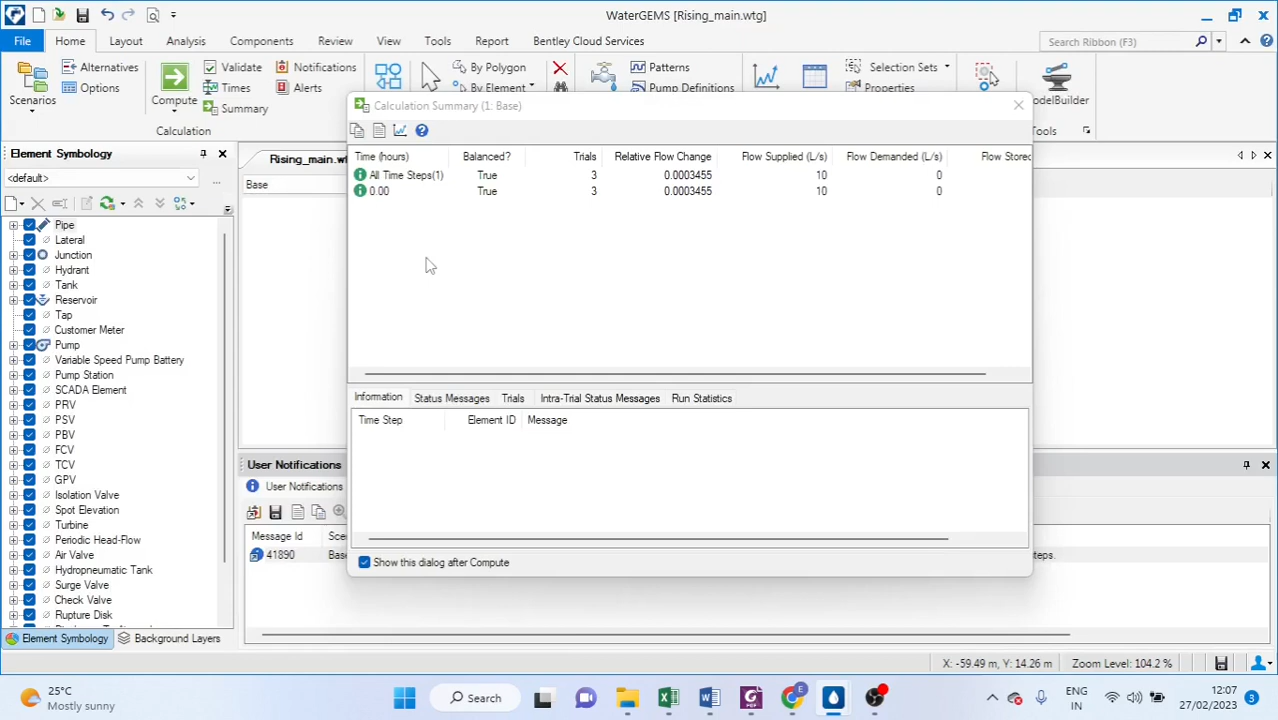 WaterGEMS [Rising_main.wtg]
File Home Layout Analysis Components Review View Tools Report Bentley Cloud Services Search Ribbon (F3)
Alternatives Validate Notifications By Polygon Patterns Selection Sets
Scenarios Options Compute Times Alerts By Element Pump Definitions Properties ModelBuilder
Summary
Calculation Tools
Calculation Summary (1: Base)
Time (hours) Balanced? Trials Relative Flow Change Flow Supplied (L/s) Flow Demanded (L/s) Flow Stored
All Time Steps(1) True 3 0.0003455 10 0
0.00 True 3 0.0003455 10 0
Information Status Messages Trials Intra-Trial Status Messages Run Statistics
Time Step Element ID Message
Show this dialog after Compute
Element Symbology
<default>
Pipe
Lateral
Junction
Hydrant
Tank
Reservoir
Tap
Customer Meter
Pump
Variable Speed Pump Battery
Pump Station
SCADA Element
PRV
PSV
PBV
FCV
TCV
GPV
Isolation Valve
Spot Elevation
Turbine
Periodic Head-Flow
Air Valve
Hydropneumatic Tank
Surge Valve
Check Valve
Rupture Disk
Element Symbology Background Layers
Rising_main.w
Base
User Notifications
User Notifications
Message Id Sce
41890 Bas teps.
X: -59.49 m, Y: 14.26 m Zoom Level: 104.2 %
25°C
Mostly sunny
Search
ENG
IN
12:07
27/02/2023
3